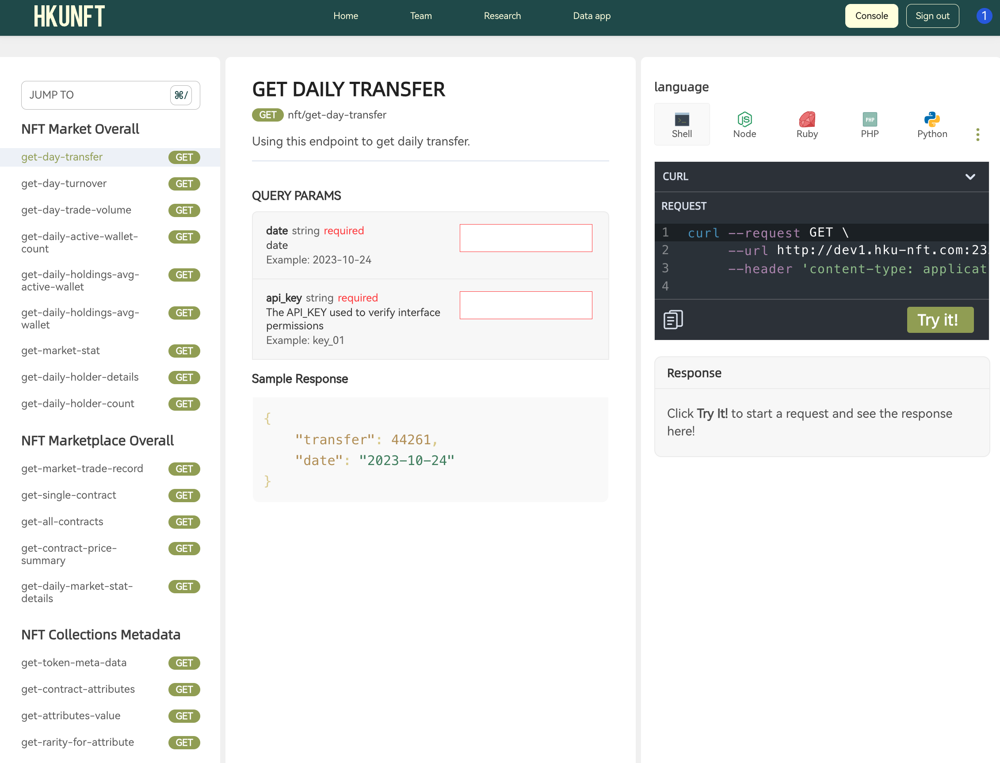 HKUNFT
Home
Team
Research
Data app
Console
Sign out
1
JUMP TO
⌘/
NFT Market Overall
get-day-transfer GET
get-day-turnover GET
get-day-trade-volume GET
get-daily-active-wallet- GET
count
get-daily-holdings-avg- GET
active-wallet
get-daily-holdings-avg- GET
wallet
get-market-stat GET
get-daily-holder-details GET
get-daily-holder-count GET
NFT Marketplace Overall
get-market-trade-record GET
get-single-contract GET
get-all-contracts GET
get-contract-price- GET
summary
get-daily-market-stat- GET
details
NFT Collections Metadata
get-token-meta-data GET
get-contract-attributes GET
get-attributes-value GET
get-rarity-for-attribute GET
GET DAILY TRANSFER
GET nft/get-day-transfer
Using this endpoint to get daily transfer.
QUERY PARAMS
date string required
date
Example: 2023-10-24
api_key string required
The API_KEY used to verify interface
permissions
Example: key_01
Sample Response
{
"transfer": 44261,
"date": "2023-10-24"
}
language
Shell
Node
Ruby
PHP
PHP
Python
CURL
REQUEST
1 curl --request GET \
2 --url http://dev1.hku-nft.com:23
3 --header 'content-type: applicat
4
Try it!
Response
Click Try It! to start a request and see the response
here!